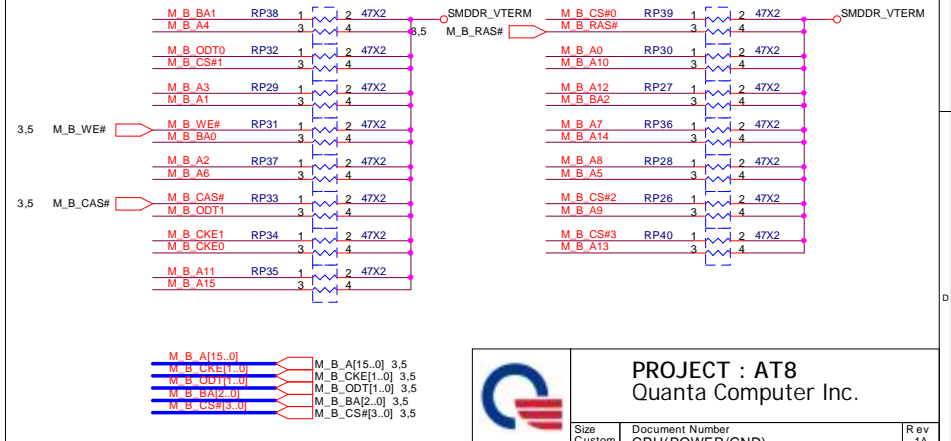 M_B_BA1 RP38 1 2 47X2 SMDDR_VTERM
M_B_A4 3 4
M_B_ODT0 RP32 1 2 47X2
M_B_CS#1 3 4
M_B_A3 RP29 1 2 47X2
M_B_A1 3 4
3,5 M_B_WE# M_B_WE# RP31 1 2 47X2
M_B_BA0 3 4
M_B_A2 RP37 1 2 47X2
M_B_A6 3 4
3,5 M_B_CAS# M_B_CAS# RP33 1 2 47X2
M_B_ODT1 3 4
M_B_CKE1 RP34 1 2 47X2
M_B_CKE0 3 4
M_B_A11 RP35 1 2 47X2
M_B_A15 3 4
M_B_CS#0 RP39 1 2 47X2 SMDDR_VTERM
3,5 M_B_RAS# M_B_RAS# 3 4
M_B_A0 RP30 1 2 47X2
M_B_A10 3 4
M_B_A12 RP27 1 2 47X2
M_B_BA2 3 4
M_B_A7 RP36 1 2 47X2
M_B_A14 3 4
M_B_A8 RP28 1 2 47X2
M_B_A5 3 4
M_B_CS#2 RP26 1 2 47X2
M_B_A9 3 4
M_B_CS#3 RP40 1 2 47X2
M_B_A13 3 4
D
M_B_A[15..0] M_B_A[15..0] 3,5
M_B_CKE[1..0] M_B_CKE[1..0] 3,5
M_B_ODT[1..0] M_B_ODT[1..0] 3,5
M_B_BA[2..0] M_B_BA[2..0] 3,5
M_B_CS#[3..0] M_B_CS#[3..0] 3,5
PROJECT : AT8
Quanta Computer Inc.
Size Document Number Rev
Custom CPU(POWER/GND) 1A